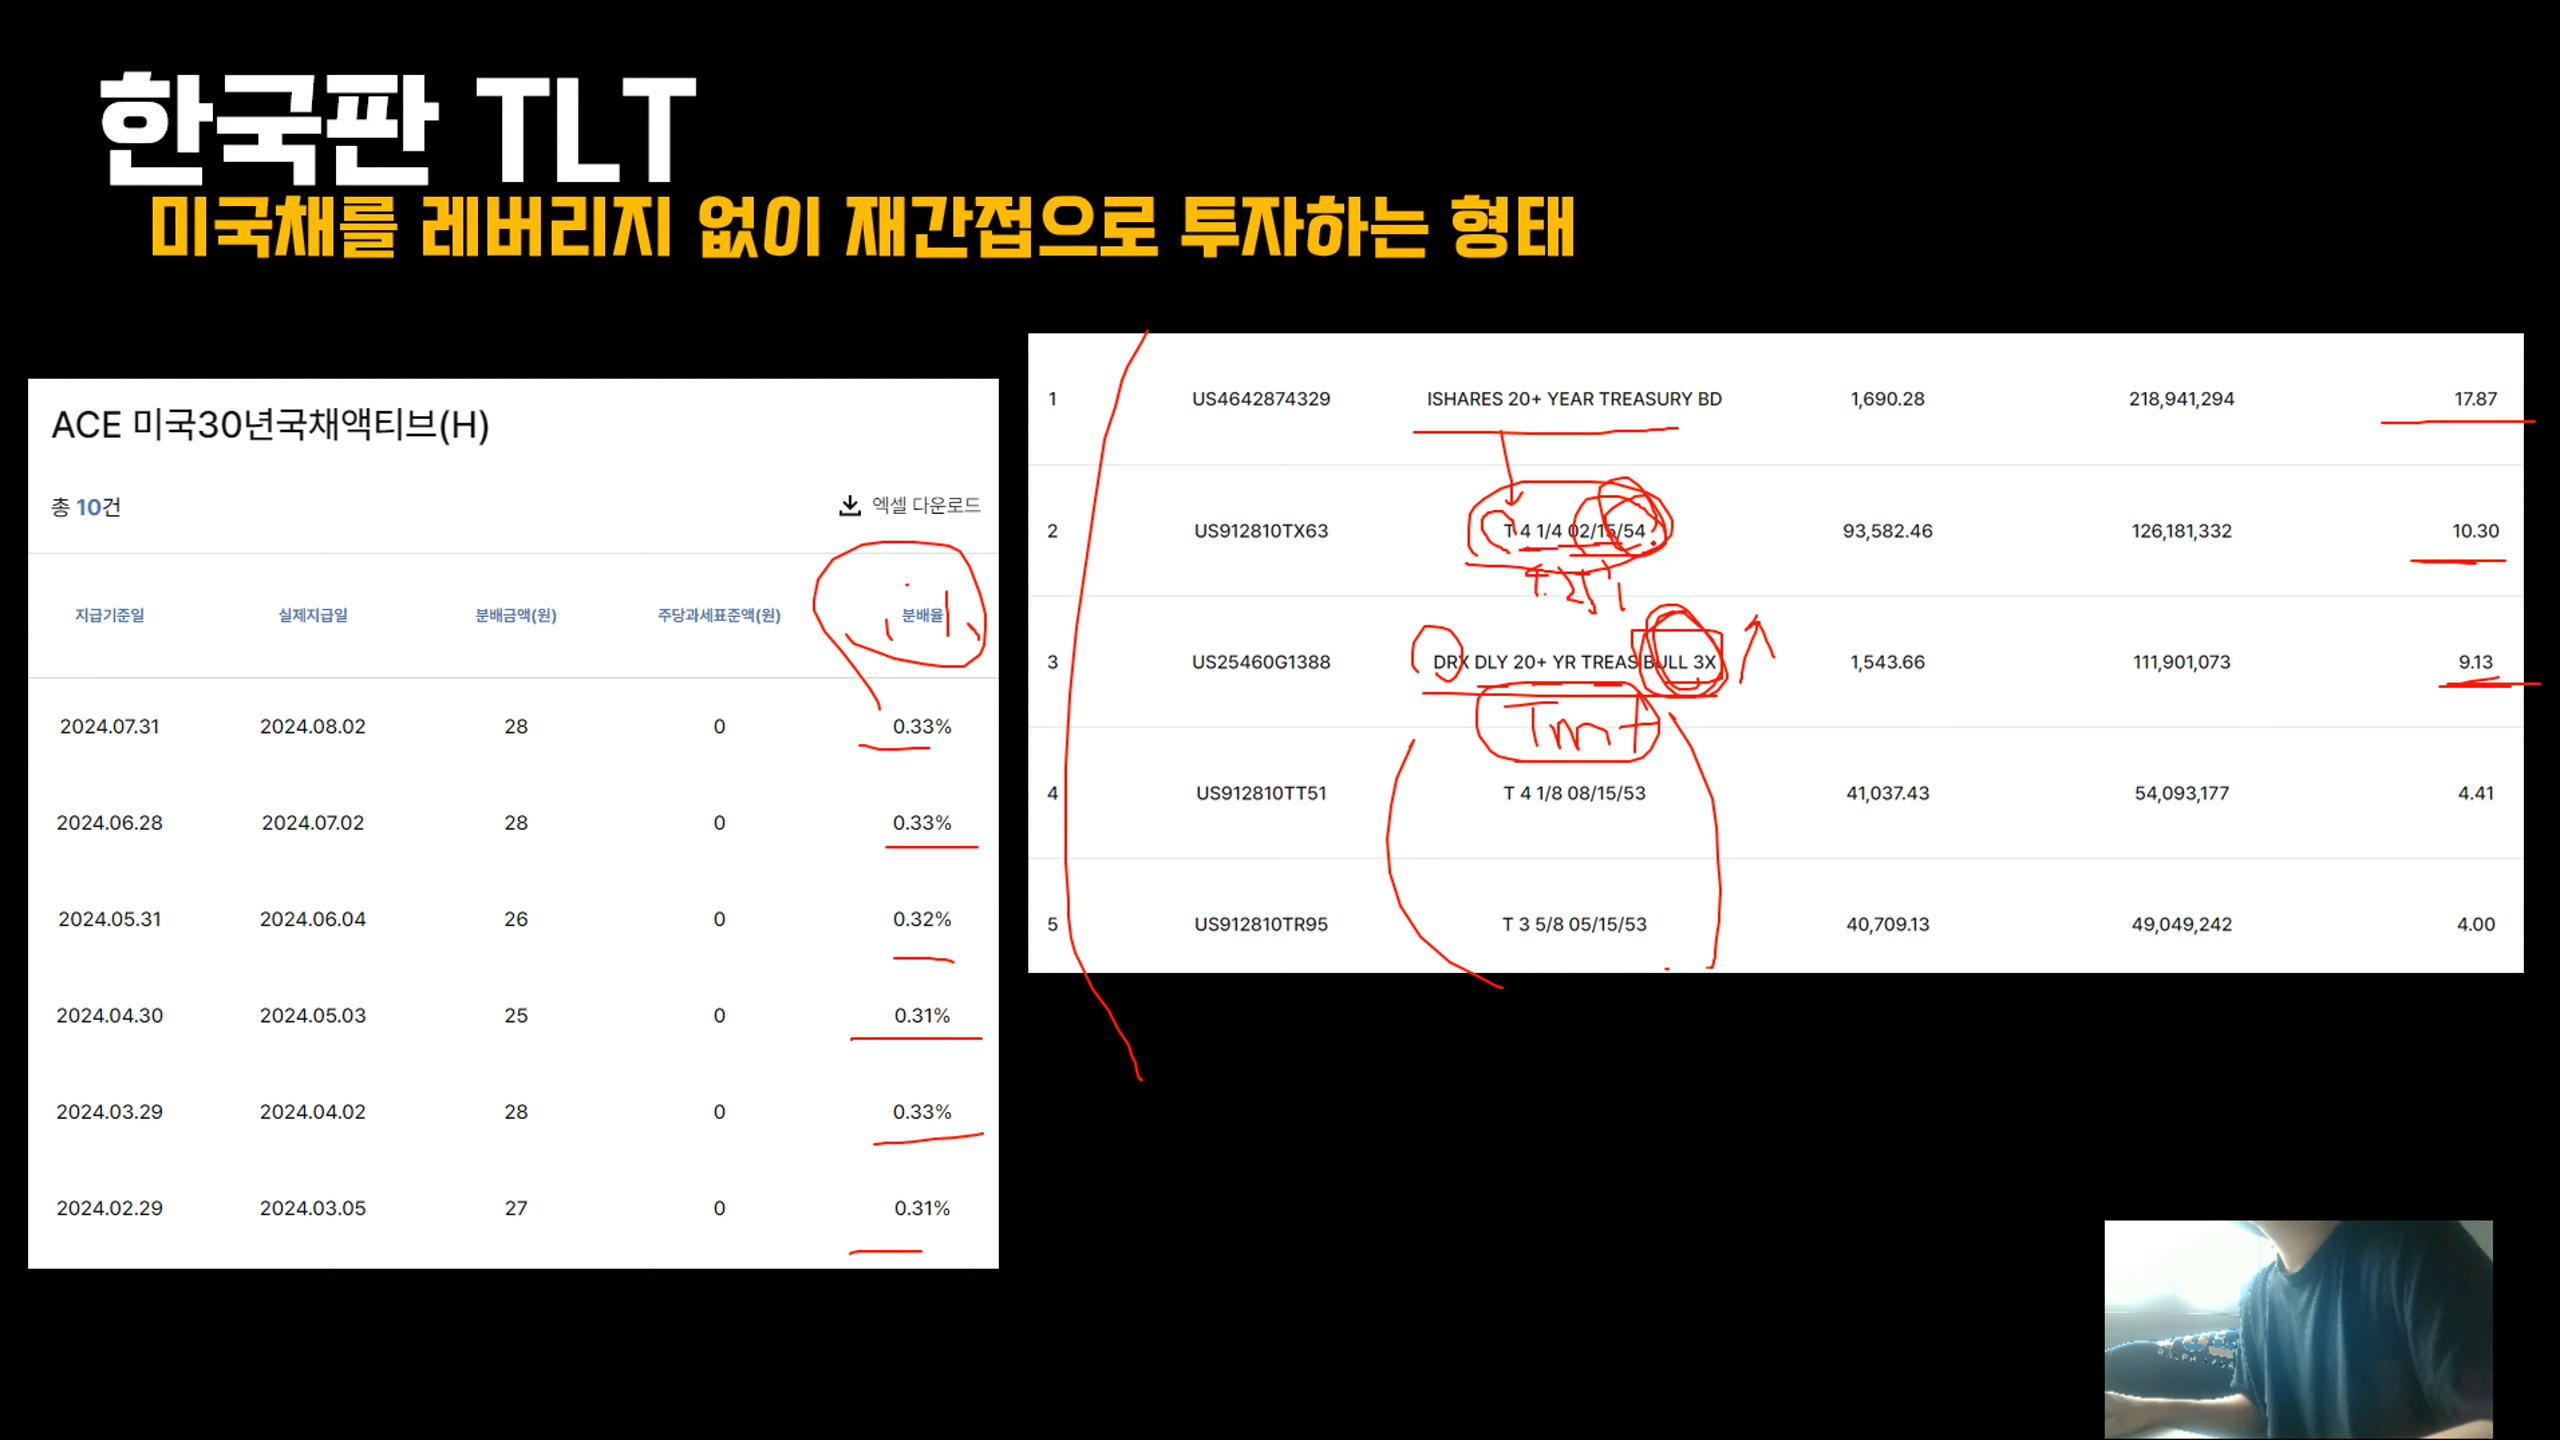 한국판 TLT
미국채를 레버리지 없이 재간접으로 투자하는 형태
ACE 미국30년국채액티브(H)
총 10건
엑셀 다운로드
지급기준일 실제지급일 분배금액(원) 주당과세표준액(원) 분배율
2024.07.31 2024.08.02 28 0 0.33%
2024.06.28 2024.07.02 28 0 0.33%
2024.05.31 2024.06.04 26 0 0.32%
2024.04.30 2024.05.03 25 0 0.31%
2024.03.29 2024.04.02 28 0 0.33%
2024.02.29 2024.03.05 27 0 0.31%
1 US4642874329 ISHARES 20+ YEAR TREASURY BD 1,690.28 218,941,294 17.87
2 US912810TX63 T 4 1/4 02/15/54 93,582.46 126,181,332 10.30
3 US25460G1388 DRX DLY 20+ YR TREAS BULL 3X 1,543.66 111,901,073 9.13
Tmf
4 US912810TT51 T 4 1/8 08/15/53 41,037.43 54,093,177 4.41
5 US912810TR95 T 3 5/8 05/15/53 40,709.13 49,049,242 4.00